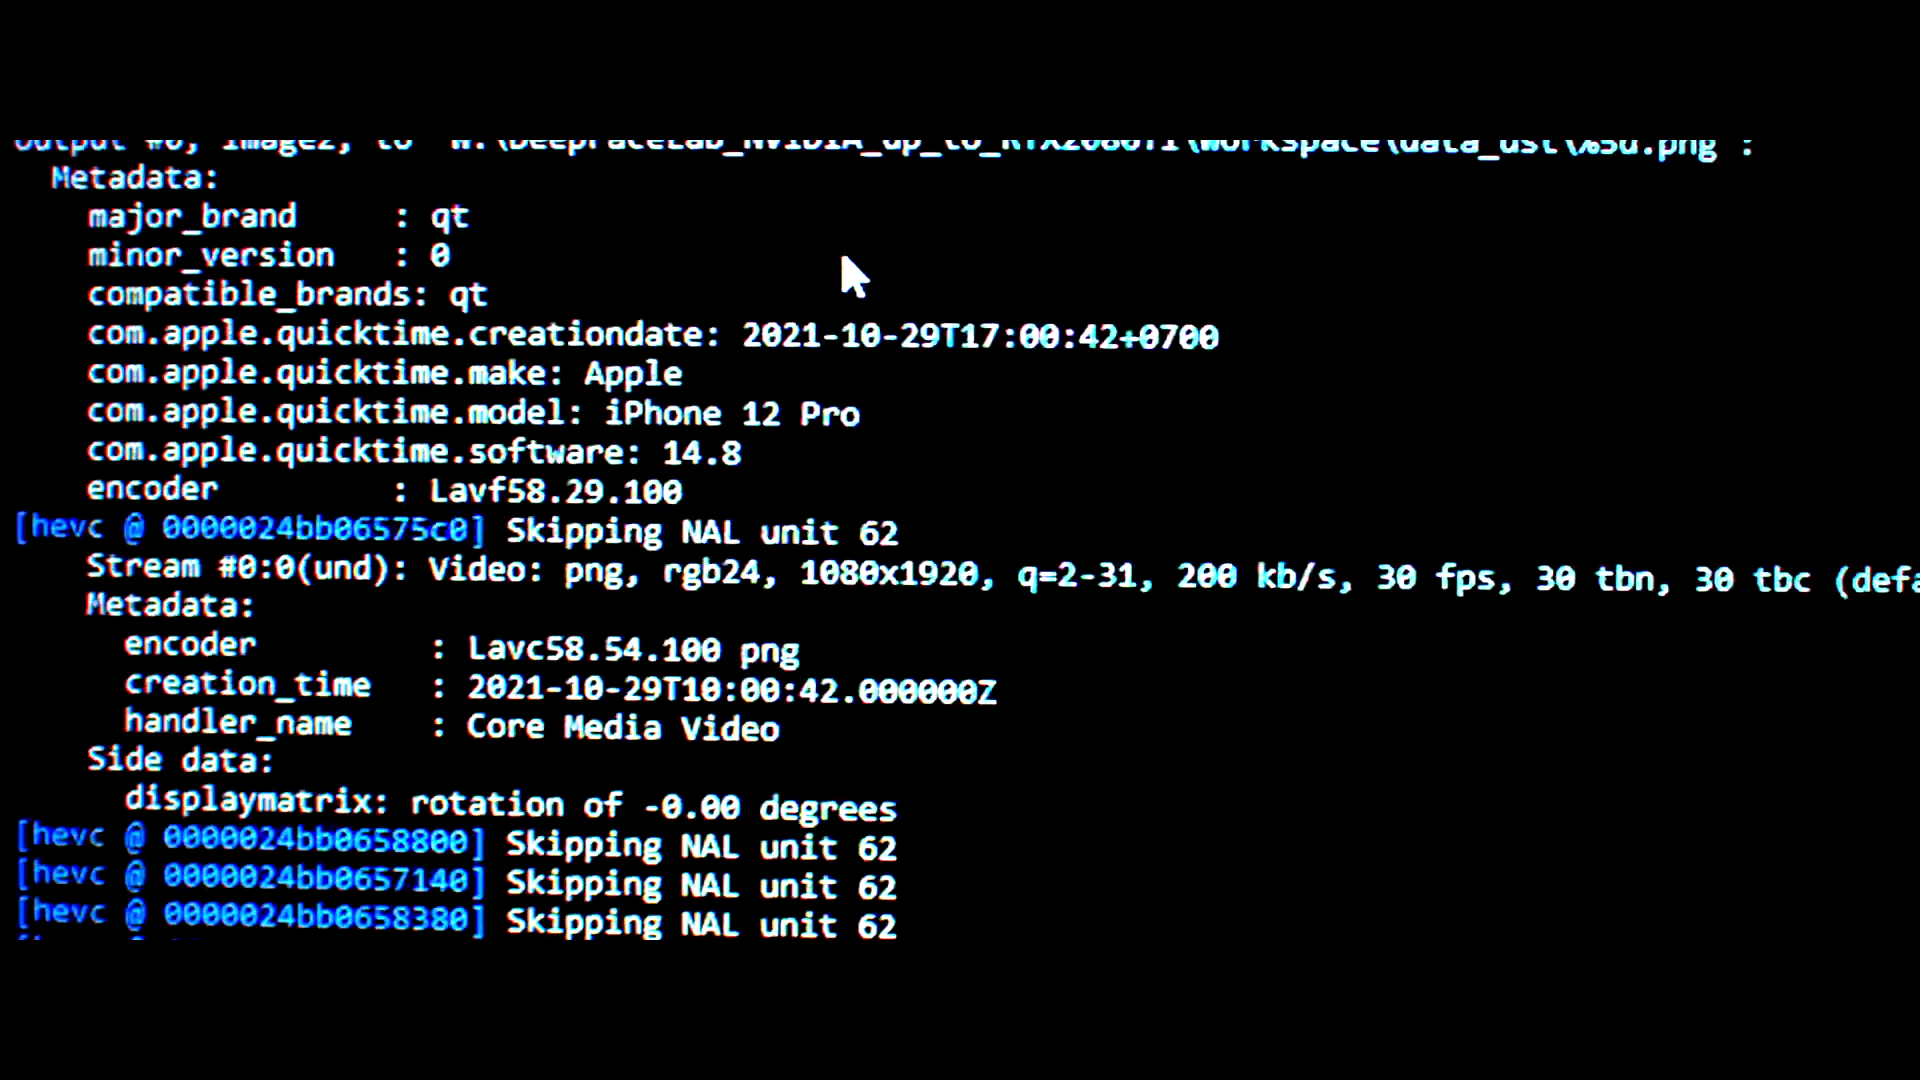 Output #0, image2, to 'W:\DeepFaceLab_NVIDIA_up_to_RTX2080Ti\workspace\data_dst\%5d.png':
Metadata:
major_brand : qt
minor_version : 0
compatible_brands: qt
com.apple.quicktime.creationdate: 2021-10-29T17:00:42+0700
com.apple.quicktime.make: Apple
com.apple.quicktime.model: iPhone 12 Pro
com.apple.quicktime.software: 14.8
encoder : Lavf58.29.100
[hevc @ 0000024bb06575c0] Skipping NAL unit 62
Stream #0:0(und): Video: png, rgb24, 1080x1920, q=2-31, 200 kb/s, 30 fps, 30 tbn, 30 tbc (defa
Metadata:
encoder : Lavc58.54.100 png
creation_time : 2021-10-29T10:00:42.000000Z
handler_name : Core Media Video
Side data:
displaymatrix: rotation of -0.00 degrees
[hevc @ 0000024bb0658800] Skipping NAL unit 62
[hevc @ 0000024bb0657140] Skipping NAL unit 62
[hevc @ 0000024bb0658380] Skipping NAL unit 62